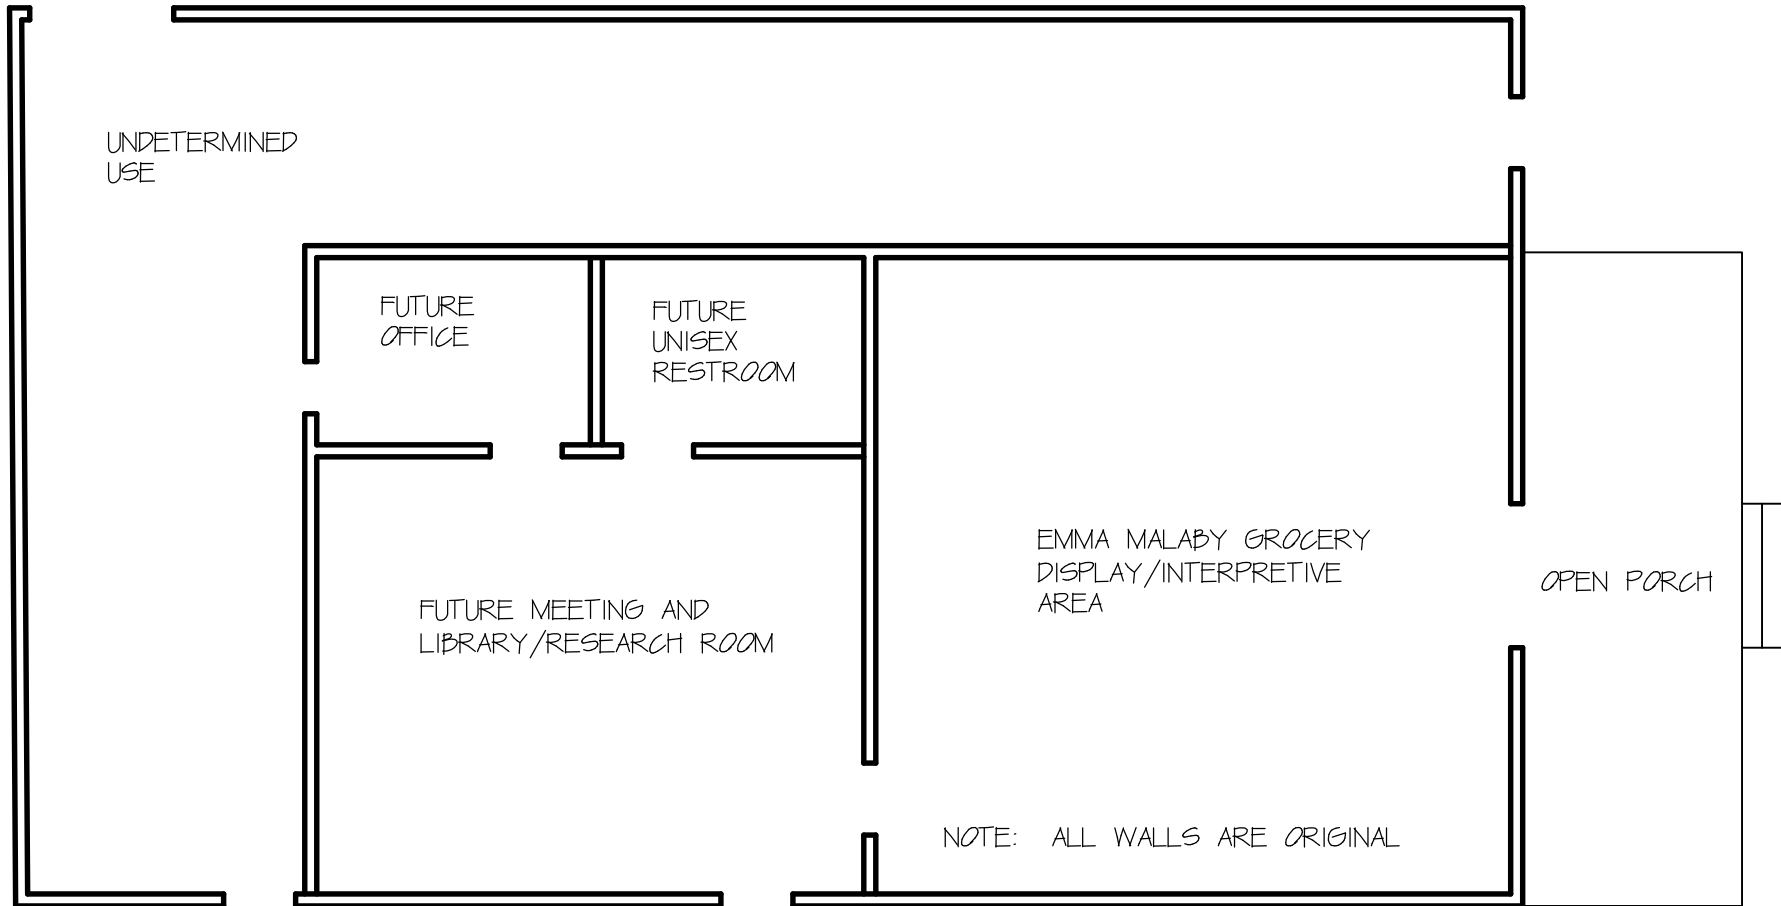 UNDETERMINED
USE
FUTURE
OFFICE
FUTURE
UNISEX
RESTROOM
EMMA MALABY GROCERY
DISPLAY/INTERPRETIVE
AREA
OPEN PORCH
FUTURE MEETING AND
LIBRARY/RESEARCH ROOM
NOTE: ALL WALLS ARE ORIGINAL